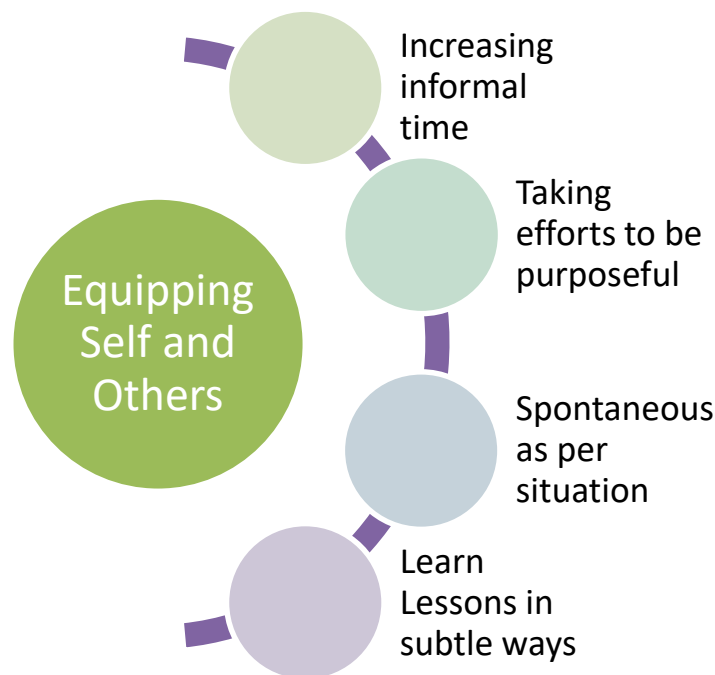 Equipping
Self and
Others
Increasing
informal
time
Taking
efforts to be
purposeful
Spontaneous
as per
situation
Learn
Lessons in
subtle ways